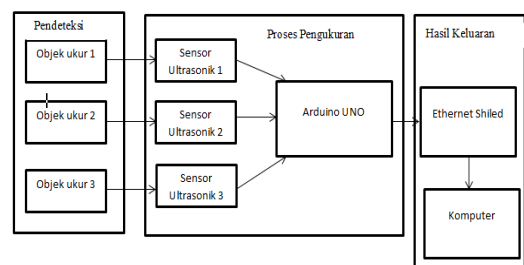 Pendeteksi
Objek ukur 1
Objek ukur 2
Objek ukur 3
Proses Pengukuran
Sensor
Ultrasonik 1
Sensor
Ultrasonik 2
Sensor
Ultrasonik 3
Arduino UNO
Hasil Keluaran
Ethernet Shiled
Komputer